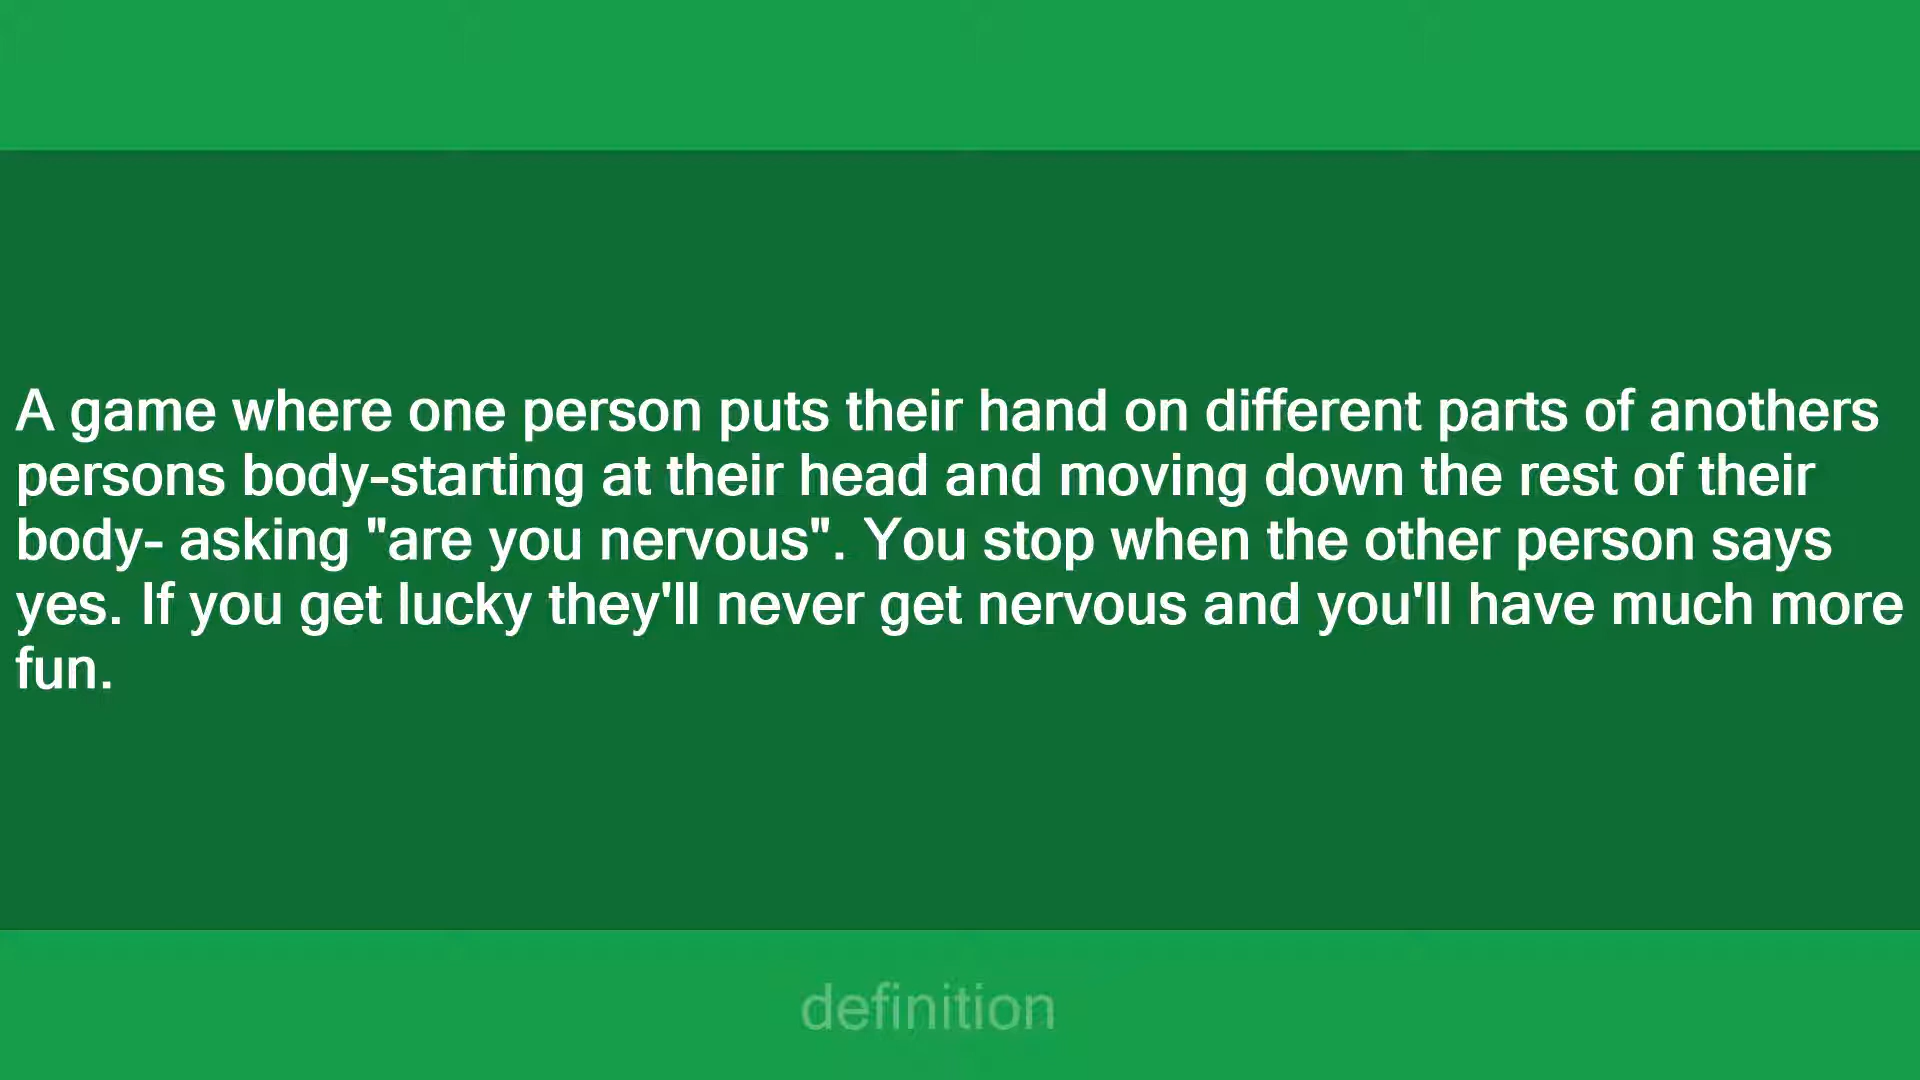 A game where one person puts their hand on different parts of anothers
persons body-starting at their head and moving down the rest of their
body- asking "are you nervous". You stop when the other person says
yes. If you get lucky they'll never get nervous and you'll have much more
fun.
definition